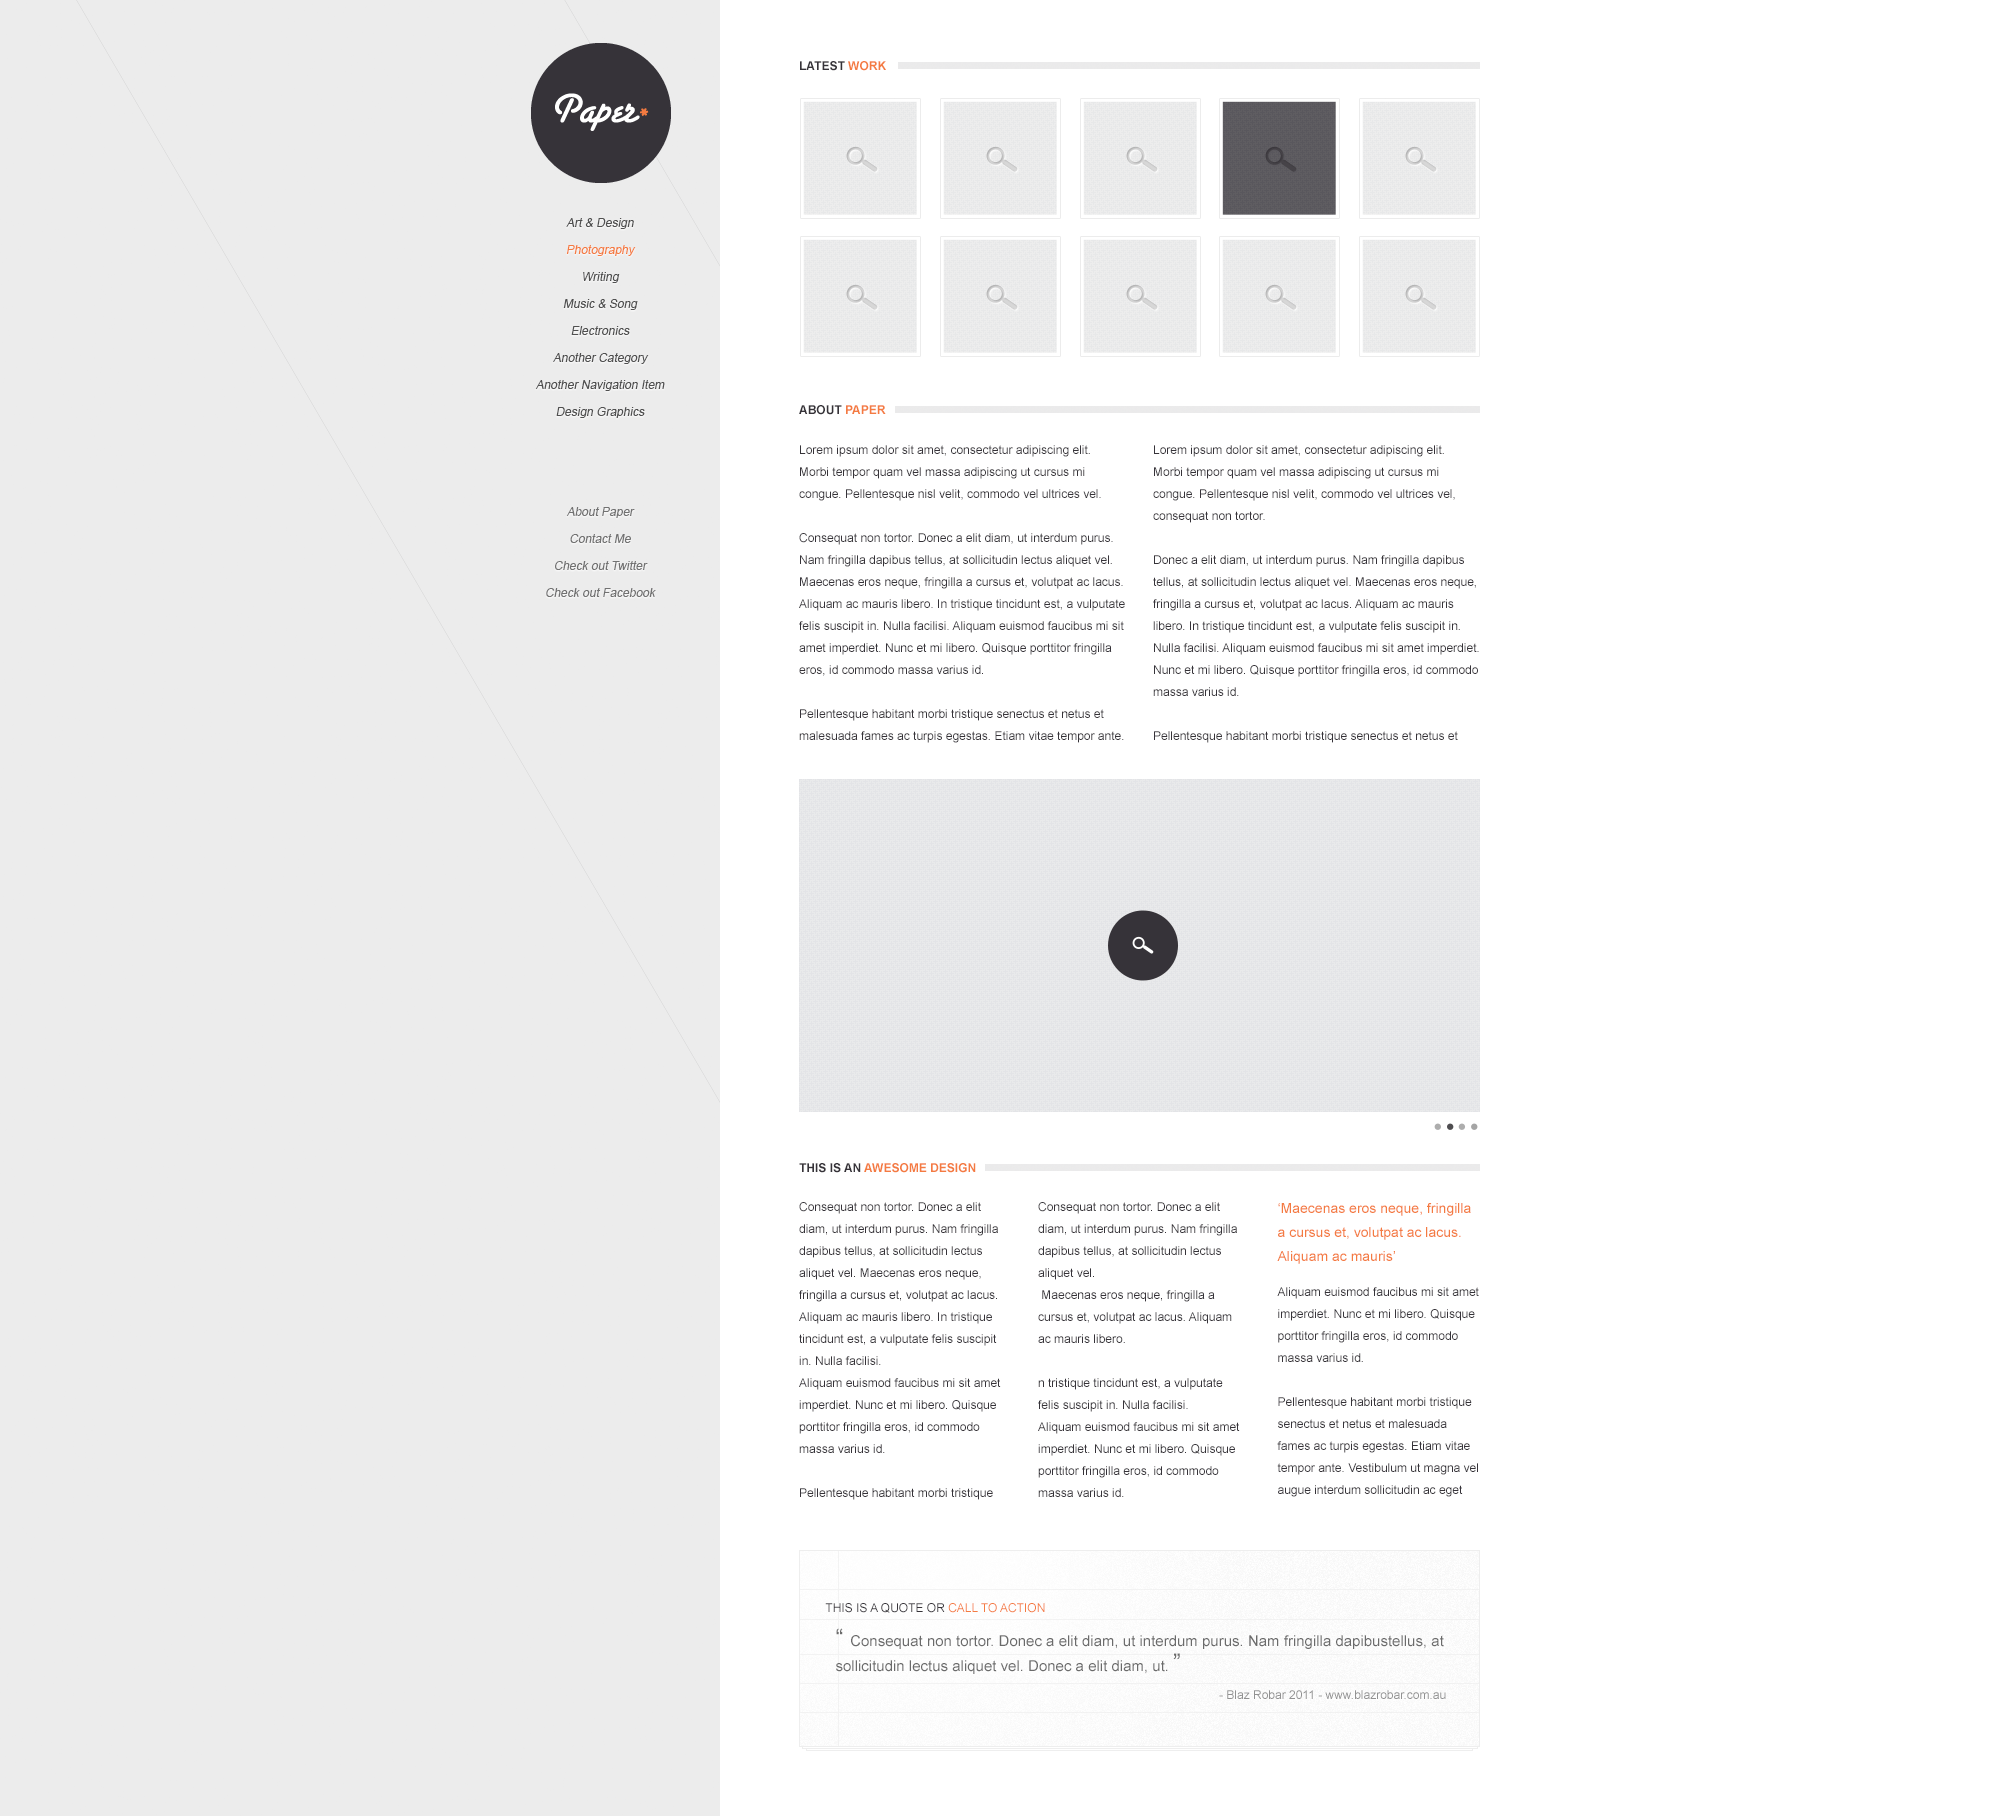 Paper*
Art & Design
Photography
Writing
Music & Song
Electronics
Another Category
Another Navigation Item
Design Graphics
About Paper
Contact Me
Check out Twitter
Check out Facebook
LATEST WORK
ABOUT PAPER
Lorem ipsum dolor sit amet, consectetur adipiscing elit.
Morbi tempor quam vel massa adipiscing ut cursus mi
congue. Pellentesque nisl velit, commodo vel ultrices vel.
Consequat non tortor. Donec a elit diam, ut interdum purus.
Nam fringilla dapibus tellus, at sollicitudin lectus aliquet vel.
Maecenas eros neque, fringilla a cursus et, volutpat ac lacus.
Aliquam ac mauris libero. In tristique tincidunt est, a vulputate
felis suscipit in. Nulla facilisi. Aliquam euismod faucibus mi sit
amet imperdiet. Nunc et mi libero. Quisque porttitor fringilla
eros, id commodo massa varius id.
Pellentesque habitant morbi tristique senectus et netus et
malesuada fames ac turpis egestas. Etiam vitae tempor ante.
Lorem ipsum dolor sit amet, consectetur adipiscing elit.
Morbi tempor quam vel massa adipiscing ut cursus mi
congue. Pellentesque nisl velit, commodo vel ultrices vel,
consequat non tortor.
Donec a elit diam, ut interdum purus. Nam fringilla dapibus
tellus, at sollicitudin lectus aliquet vel. Maecenas eros neque,
fringilla a cursus et, volutpat ac lacus. Aliquam ac mauris
libero. In tristique tincidunt est, a vulputate felis suscipit in.
Nulla facilisi. Aliquam euismod faucibus mi sit amet imperdiet.
Nunc et mi libero. Quisque porttitor fringilla eros, id commodo
massa varius id.
Pellentesque habitant morbi tristique senectus et netus et
THIS IS AN AWESOME DESIGN
Consequat non tortor. Donec a elit
diam, ut interdum purus. Nam fringilla
dapibus tellus, at sollicitudin lectus
aliquet vel. Maecenas eros neque,
fringilla a cursus et, volutpat ac lacus.
Aliquam ac mauris libero. In tristique
tincidunt est, a vulputate felis suscipit
in. Nulla facilisi.
Aliquam euismod faucibus mi sit amet
imperdiet. Nunc et mi libero. Quisque
porttitor fringilla eros, id commodo
massa varius id.
Pellentesque habitant morbi tristique
Consequat non tortor. Donec a elit
diam, ut interdum purus. Nam fringilla
dapibus tellus, at sollicitudin lectus
aliquet vel.
Maecenas eros neque, fringilla a
cursus et, volutpat ac lacus. Aliquam
ac mauris libero.
n tristique tincidunt est, a vulputate
felis suscipit in. Nulla facilisi.
Aliquam euismod faucibus mi sit amet
imperdiet. Nunc et mi libero. Quisque
porttitor fringilla eros, id commodo
massa varius id.
‘Maecenas eros neque, fringilla
a cursus et, volutpat ac lacus.
Aliquam ac mauris’
Aliquam euismod faucibus mi sit amet
imperdiet. Nunc et mi libero. Quisque
porttitor fringilla eros, id commodo
massa varius id.
Pellentesque habitant morbi tristique
senectus et netus et malesuada
fames ac turpis egestas. Etiam vitae
tempor ante. Vestibulum ut magna vel
augue interdum sollicitudin ac eget
THIS IS A QUOTE OR CALL TO ACTION
“ Consequat non tortor. Donec a elit diam, ut interdum purus. Nam fringilla dapibustellus, at
sollicitudin lectus aliquet vel. Donec a elit diam, ut. ”
- Blaz Robar 2011 - www.blazrobar.com.au